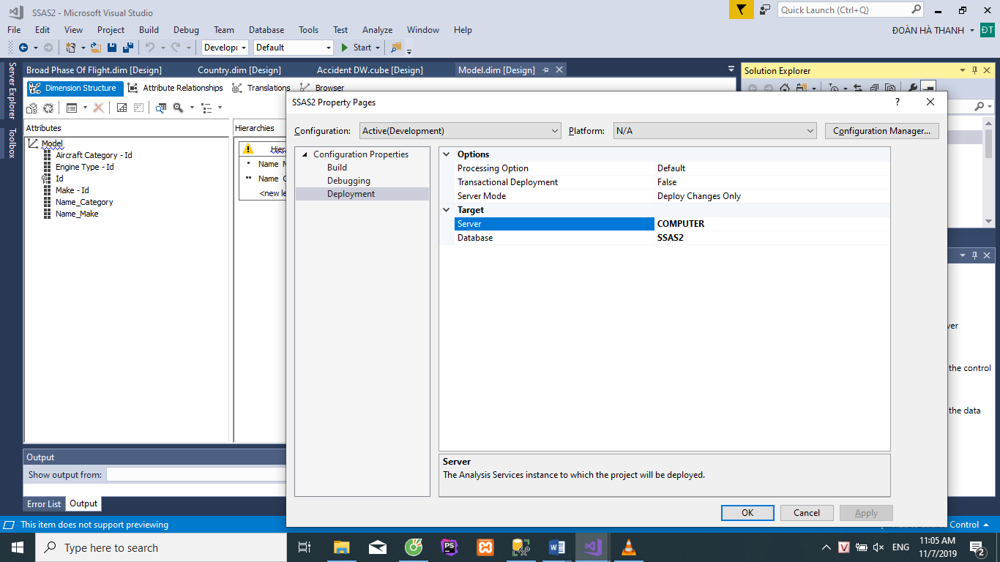 SSAS2 - Microsoft Visual Studio
Quick Launch (Ctrl+Q)
File Edit View Project Build Debug Team Database Tools Test Analyze Window Help
ĐOÀN HÀ THANH ĐT
Develop Default Start
Server Explorer
Toolbox
Broad Phase Of Flight.dim [Design] Country.dim [Design] Accident DW.cube [Design] Model.dim [Design]
Solution Explorer
Dimension Structure Attribute Relationships Translations Browser
Attributes
Model
Aircraft Category - Id
Engine Type - Id
Id
Make - Id
Name_Category
Name_Make
Hierarchies
Hiera
Name
Name
<new le
SSAS2 Property Pages
?
Configuration: Active(Development) Platform: N/A Configuration Manager...
Configuration Properties
Build
Debugging
Deployment
Options
Processing Option Default
Transactional Deployment False
Server Mode Deploy Changes Only
Target
Server COMPUTER
Database SSAS2
Server
The Analysis Services instance to which the project will be deployed.
OK Cancel Apply
ver
the control
the data
Output
Show output from:
Error List Output
This item does not support previewing
Control
Type here to search
PS
W
V
ENG
11:05 AM
11/7/2019
2